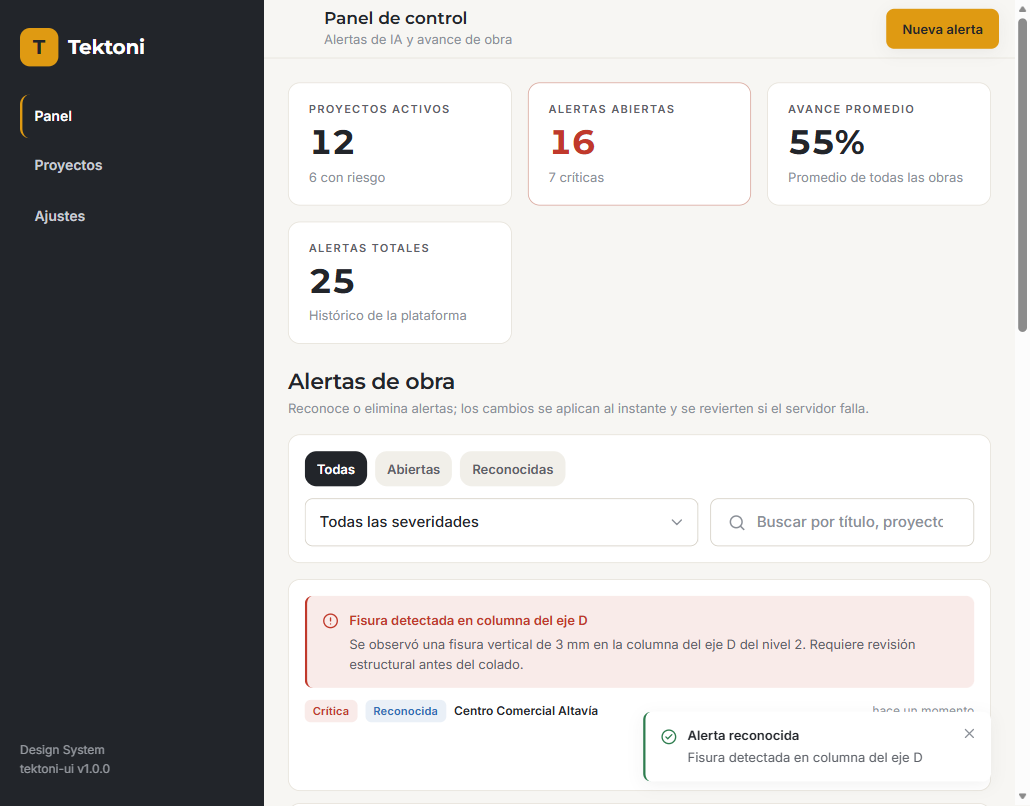 T Tektoni
Panel
Proyectos
Ajustes
Design System
tektoni-ui v1.0.0
Panel de control
Alertas de IA y avance de obra
Nueva alerta
PROYECTOS ACTIVOS
12
6 con riesgo
ALERTAS ABIERTAS
16
7 críticas
AVANCE PROMEDIO
55%
Promedio de todas las obras
ALERTAS TOTALES
25
Histórico de la plataforma
Alertas de obra
Reconoce o elimina alertas; los cambios se aplican al instante y se revierten si el servidor falla.
Todas Abiertas Reconocidas
Todas las severidades
Buscar por título, proyecto
Fisura detectada en columna del eje D
Se observó una fisura vertical de 3 mm en la columna del eje D del nivel 2. Requiere revisión
estructural antes del colado.
Crítica Reconocida Centro Comercial Altavía
hace un momento
Alerta reconocida
Fisura detectada en columna del eje D